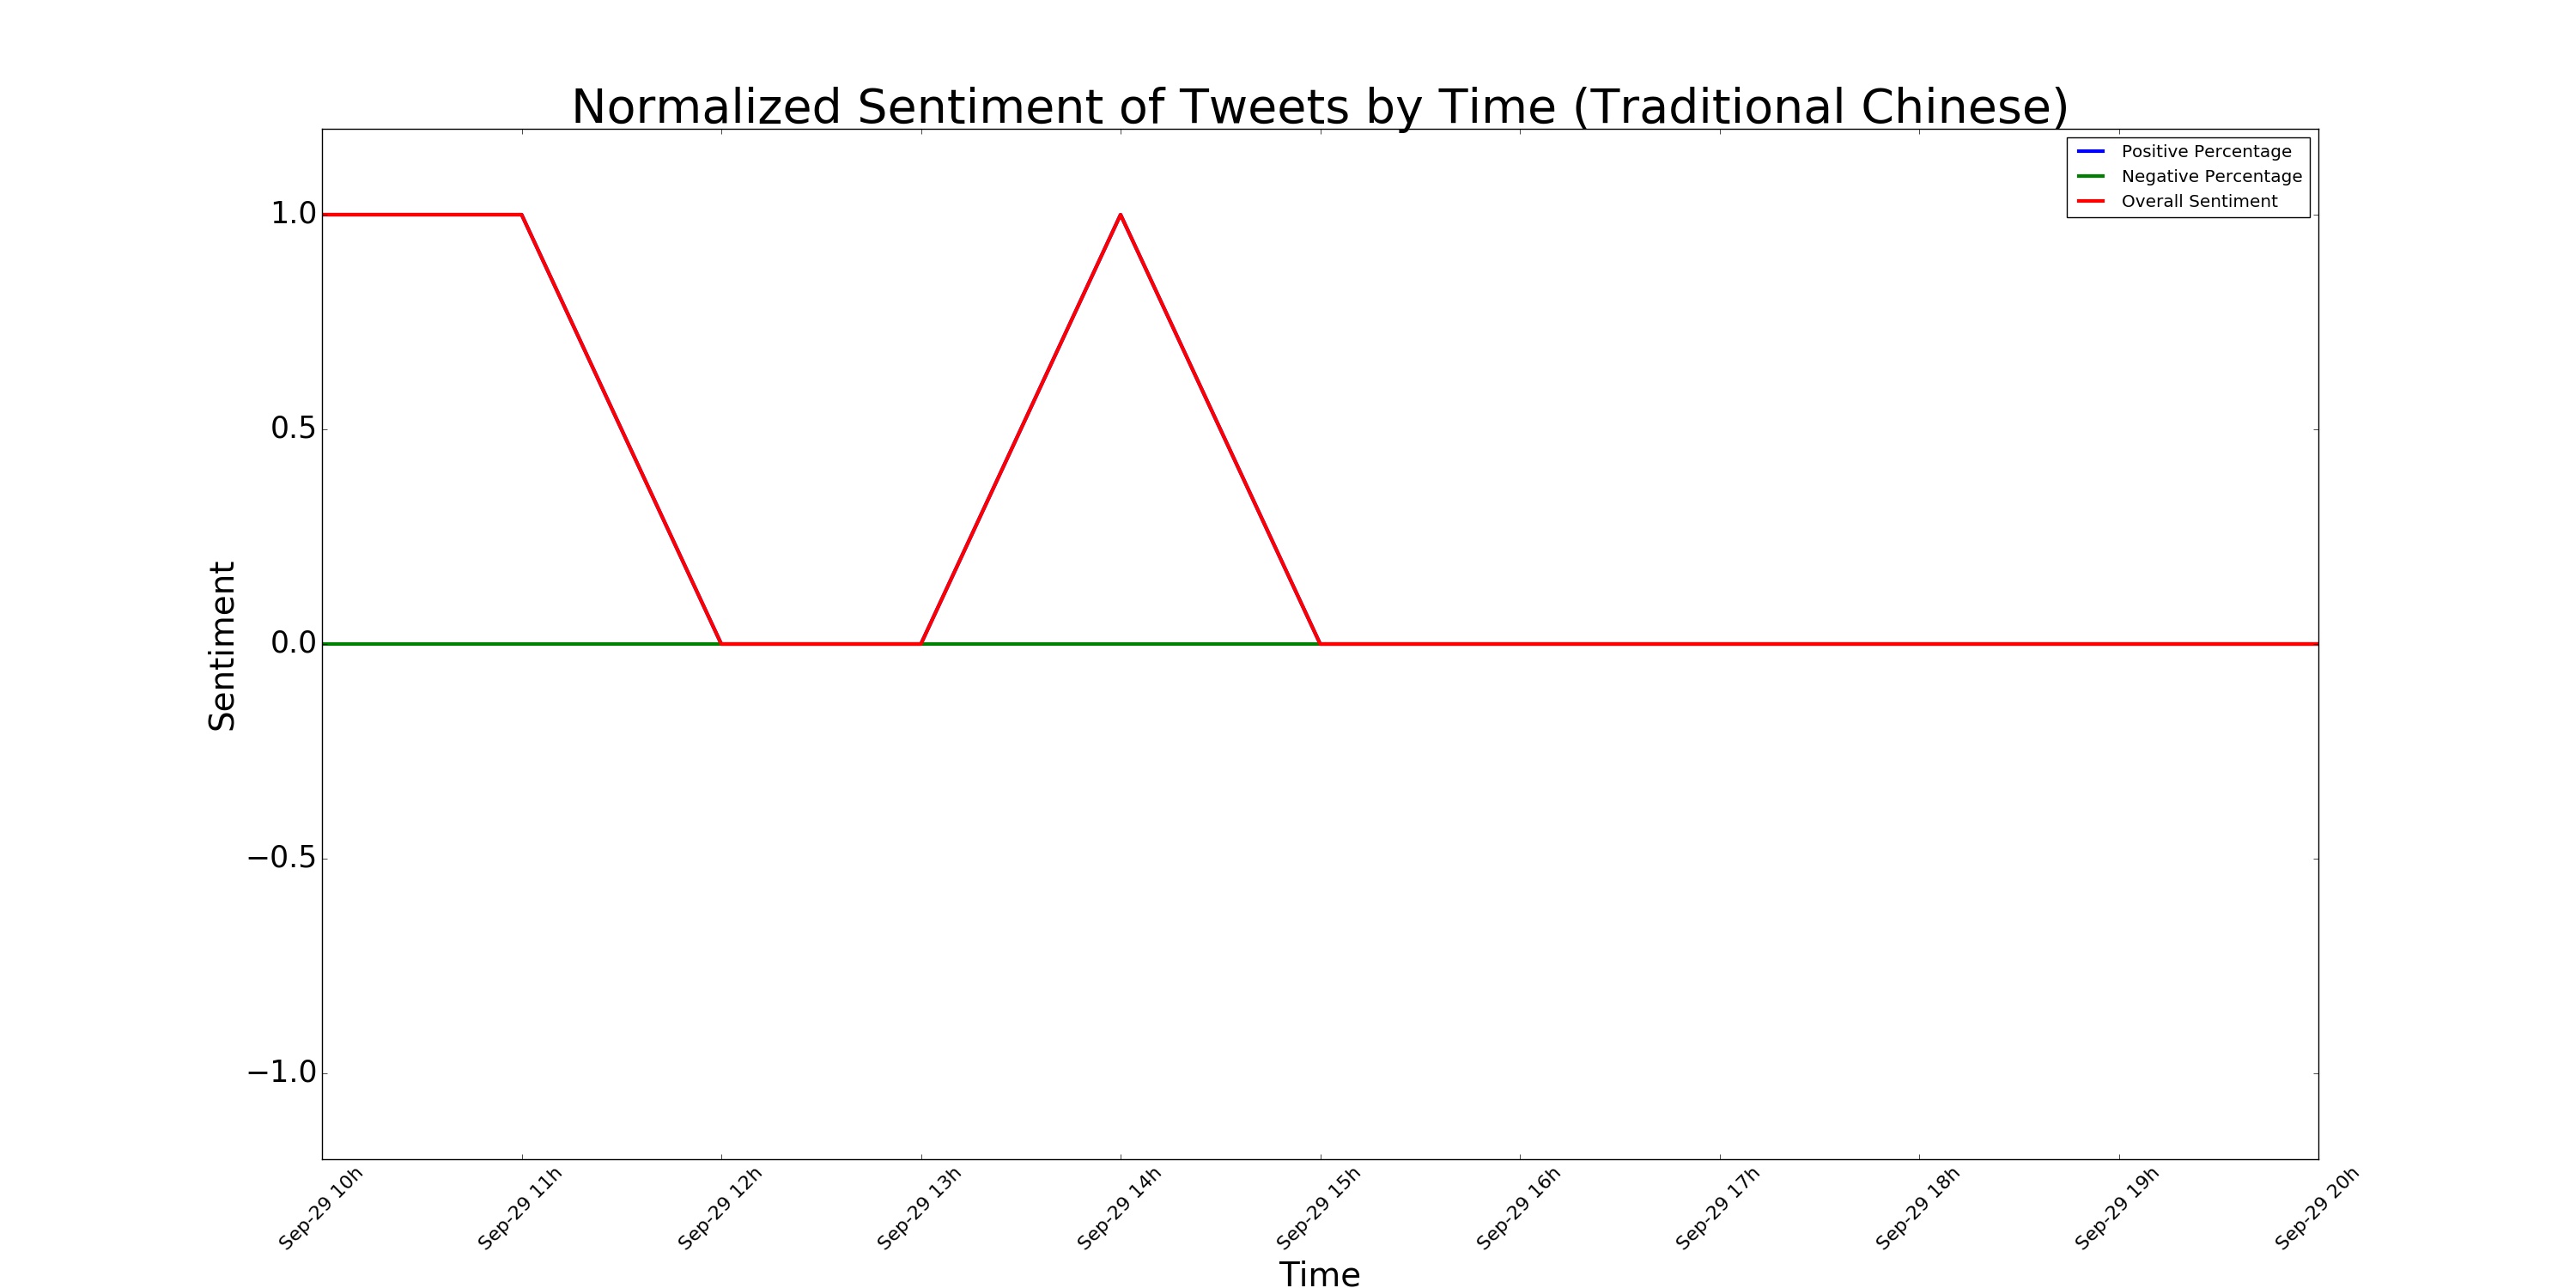 Normalized Sentiment of Tweets by Time (Traditional Chinese)
Positive Percentage
Negative Percentage
Overall Sentiment
1.0
0.5
0.0
−0.5
−1.0
Sentiment
Sep-29 10h
Sep-29 11h
Sep-29 12h
Sep-29 13h
Sep-29 14h
Sep-29 15h
Sep-29 16h
Sep-29 17h
Sep-29 18h
Sep-29 19h
Sep-29 20h
Time